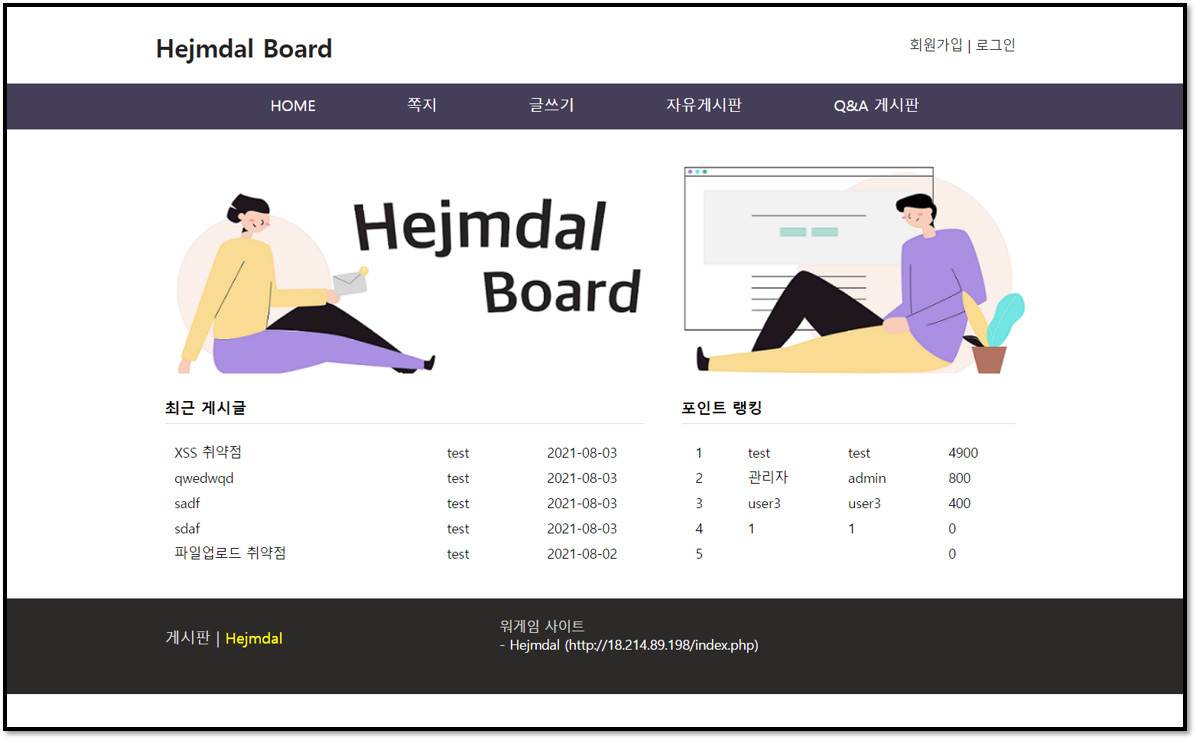 Hejmdal Board
회원가입 | 로그인
HOME 쪽지 글쓰기 자유게시판 Q&A 게시판
Hejmdal
Board
최근 게시글
XSS 취약점 test 2021-08-03
qwedwqd test 2021-08-03
sadf test 2021-08-03
sdaf test 2021-08-03
파일업로드 취약점 test 2021-08-02
포인트 랭킹
1 test test 4900
2 관리자 admin 800
3 user3 user3 400
4 1 1 0
5 0
게시판 | Hejmdal
워게임 사이트
- Hejmdal (http://18.214.89.198/index.php)